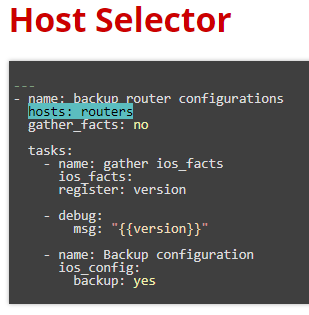 Host Selector
---
- name: backup router configurations
  hosts: routers
  gather_facts: no
  tasks:
    - name: gather ios_facts
      ios_facts:
      register: version
    - debug:
        msg: "{{version}}"
    - name: Backup configuration
      ios_config:
        backup: yes